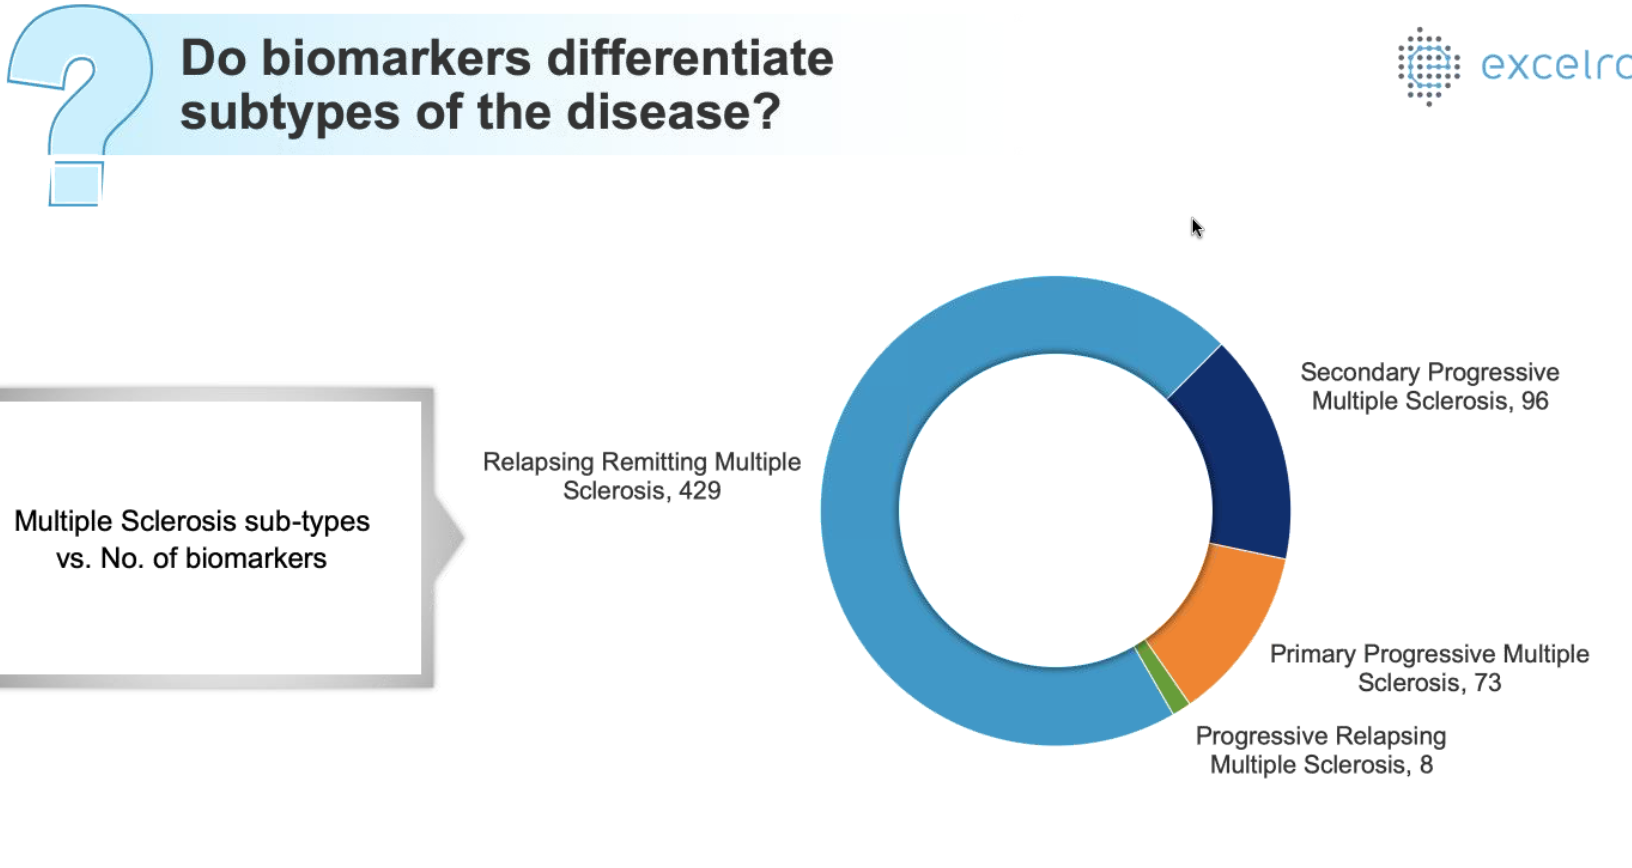 Do biomarkers differentiate
subtypes of the disease?
excelr
Secondary Progressive
Multiple Sclerosis, 96
Relapsing Remitting Multiple
Sclerosis, 429
Multiple Sclerosis sub-types
vs. No. of biomarkers
Primary Progressive Multiple
Sclerosis, 73
Progressive Relapsing
Multiple Sclerosis, 8